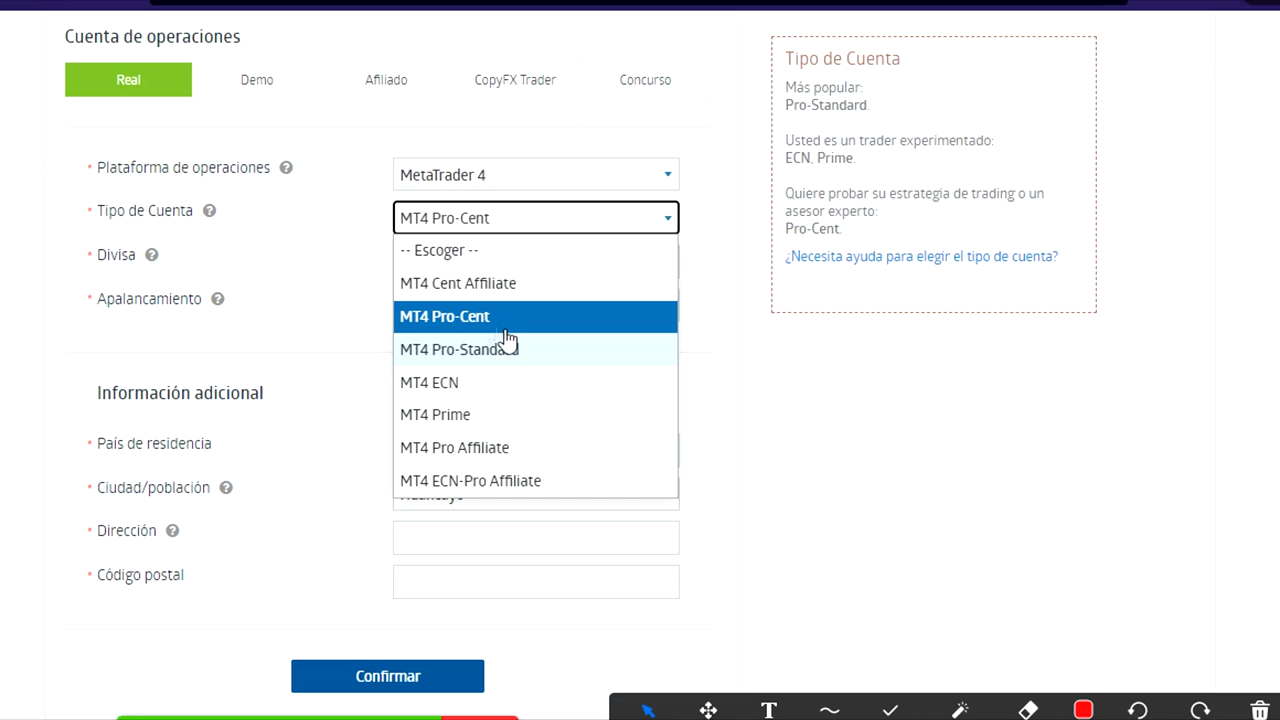 Cuenta de operaciones
Real
Demo
Afiliado
CopyFX Trader
Concurso
* Plataforma de operaciones
MetaTrader 4
* Tipo de Cuenta
MT4 Pro-Cent
-- Escoger --
MT4 Cent Affiliate
MT4 Pro-Cent
MT4 Pro-Standard
MT4 ECN
MT4 Prime
MT4 Pro Affiliate
MT4 ECN-Pro Affiliate
* Divisa
* Apalancamiento
Información adicional
* País de residencia
* Ciudad/población
* Dirección
* Código postal
Confirmar
Tipo de Cuenta
Más popular:
Pro-Standard.
Usted es un trader experimentado:
ECN, Prime.
Quiere probar su estrategia de trading o un
asesor experto:
Pro-Cent.
¿Necesita ayuda para elegir el tipo de cuenta?